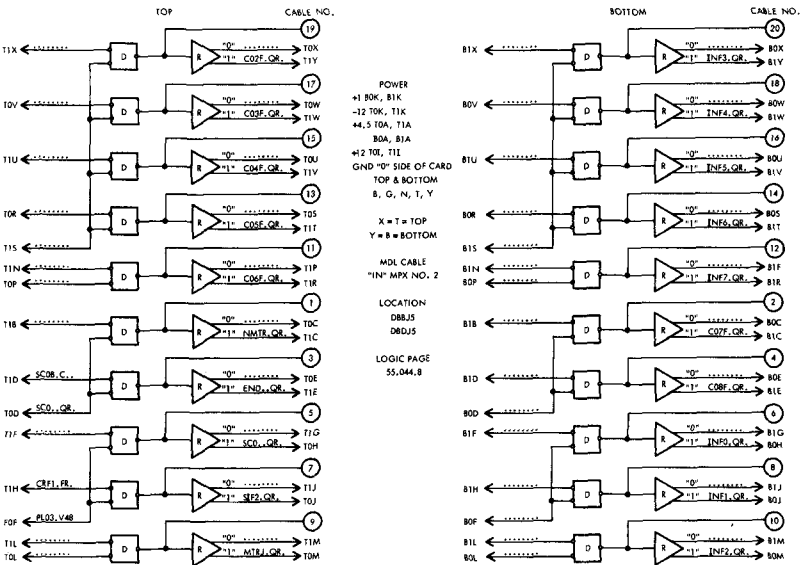 TOP CABLE NO.
19
T1X D R "0" T0X
"1" C02F.QR. T1Y
17
T0V D R "0" T0W
"1" C03F.QR. T1W
15
T1U D R "0" T0U
"1" C04F.QR. T1V
13
T0R D R "0" T0S
"1" C05F.QR. T1T
T1S
11
T1N D R "0" T1P
T0P "1" C06F.QR. T1R
1
T1B D R "0" T0C
"1" NMTR.QR. T1C
3
T1D SC0B.C.. D R "0" T0E
"1" END..QR. T1E
T0D SC0..QR.
5
T1F D R "0" T1G
"1" SC0..QR. T0H
7
T1H CRF1.FR. D R "0" T1J
"1" SIF2.QR. T0J
F0F PL03.V48
9
T1L D R "0" T1M
T0L "1" MTRJ.QR. T0M
POWER
+1 B0K, B1K
-12 T0K, T1K
+4.5 T0A, T1A
B0A, B1A
+12 T0I, T1I
GND "0" SIDE OF CARD
TOP & BOTTOM
B, G, N, T, Y
X = T = TOP
Y = B = BOTTOM
MDL CABLE
"IN" MPX NO. 2
LOCATION
DBBJ5
DBDJ5
LOGIC PAGE
55.044.8
BOTTOM CABLE NO.
20
B1X D R "0" B0X
"1" INF3.QR. B1Y
18
B0V D R "0" B0W
"1" INF4.QR. B1W
16
B1U D R "0" B0U
"1" INF5.QR. B1V
14
B0R D R "0" B0S
"1" INF6.QR. B1T
B1S
12
B1N D R "0" B1F
B0P "1" INF7.QR. B1R
2
B1B D R "0" B0C
"1" C07F.QR. B1C
4
B1D D R "0" B0E
"1" C08F.QR. B1E
B0D
6
B1F D R "0" B1G
"1" INF0.QR. B0H
8
B1H D R "0" B1J
"1" INF1.QR. B0J
B0F
10
B1L D R "0" B1M
B0L "1" INF2.QR. B0M